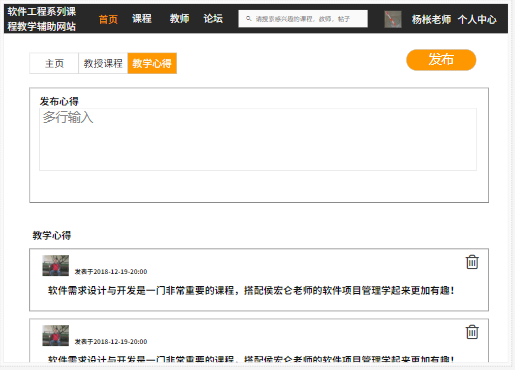 软件工程系列课
程教学辅助网站
首页 课程 教师 论坛 请搜索感兴趣的课程，教师，帖子 杨枨老师 个人中心
主页 教授课程 教学心得 发布
发布心得
多行输入
教学心得
发表于2018-12-19-20:00
软件需求设计与开发是一门非常重要的课程，搭配侯宏仑老师的软件项目管理学起来更加有趣！
发表于2018-12-19-20:00
软件需求设计与开发是一门非常重要的课程，搭配侯宏仑老师的软件项目管理学起来更加有趣！